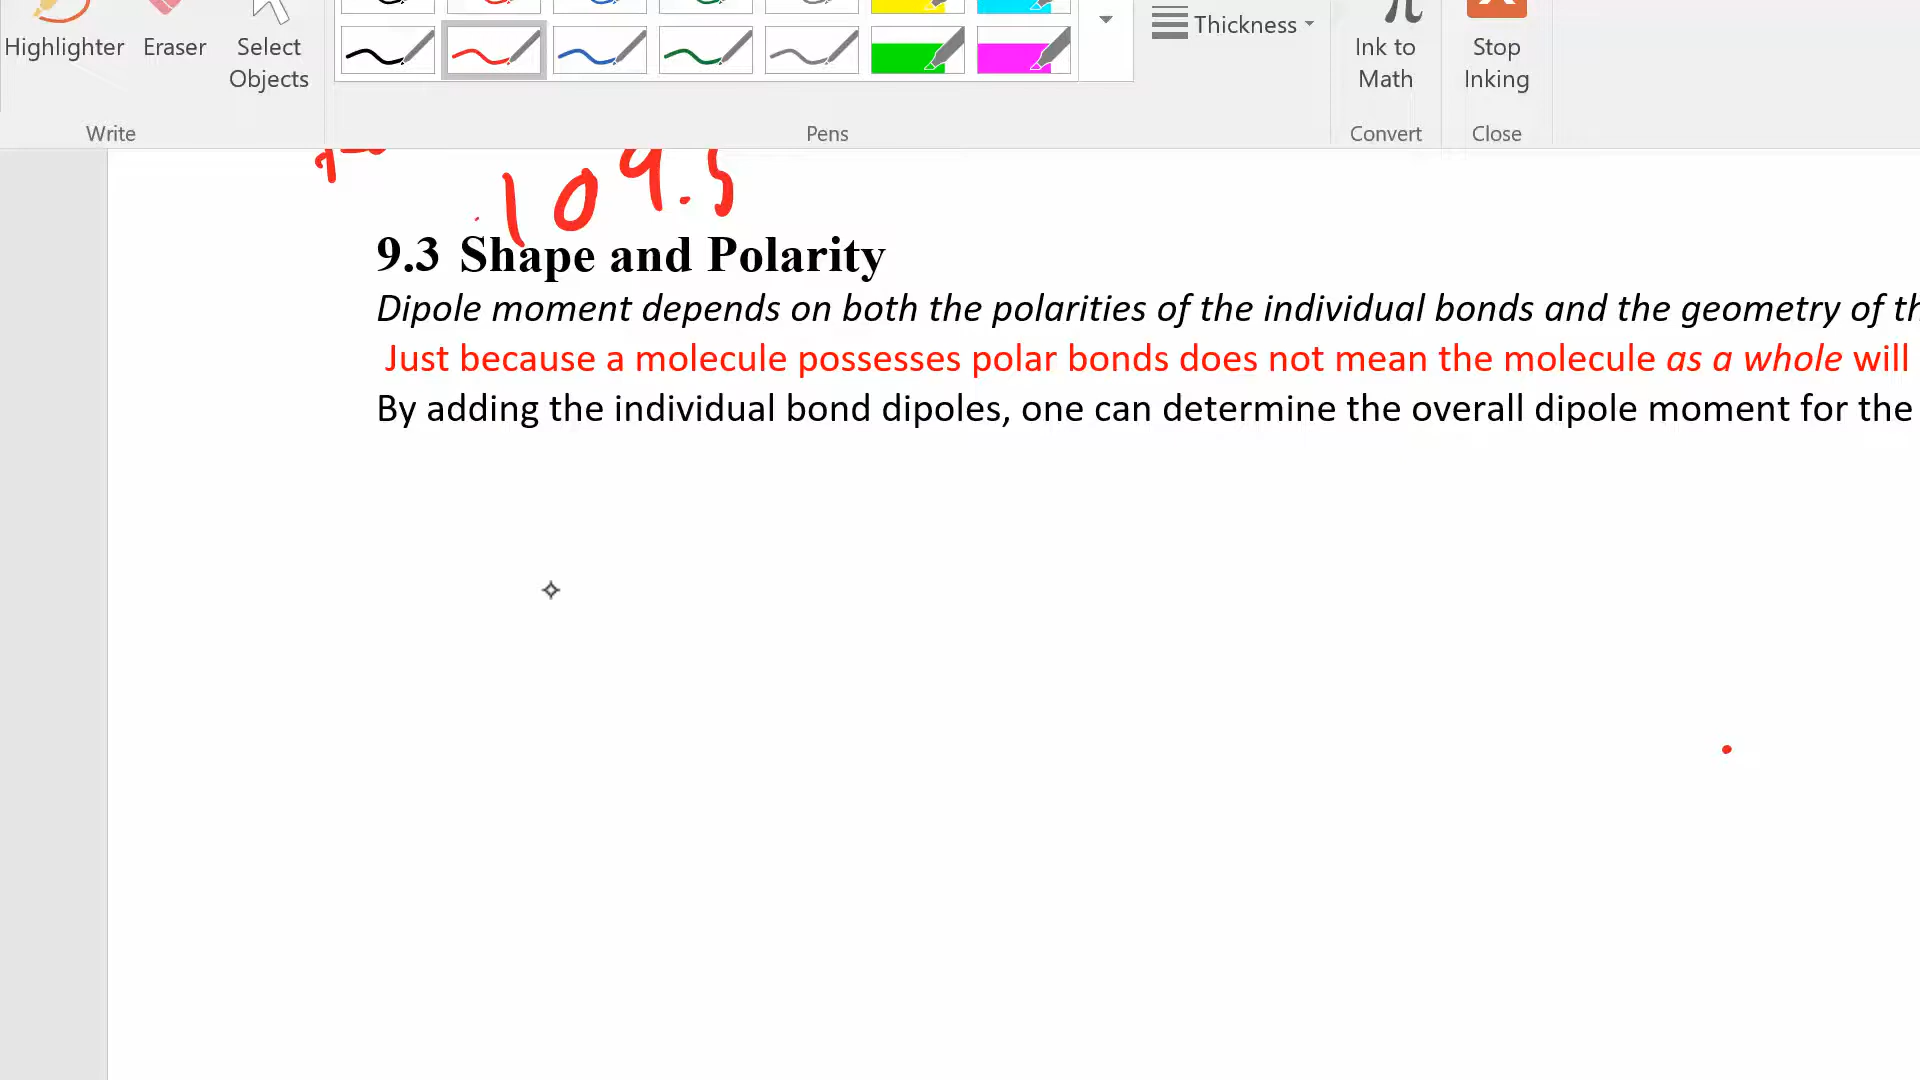 Highlighter Eraser Select Objects Thickness Ink to Math Stop Inking
Write Pens Convert Close
109.5
9.3 Shape and Polarity
Dipole moment depends on both the polarities of the individual bonds and the geometry of
Just because a molecule possesses polar bonds does not mean the molecule as a whole will
By adding the individual bond dipoles, one can determine the overall dipole moment for the